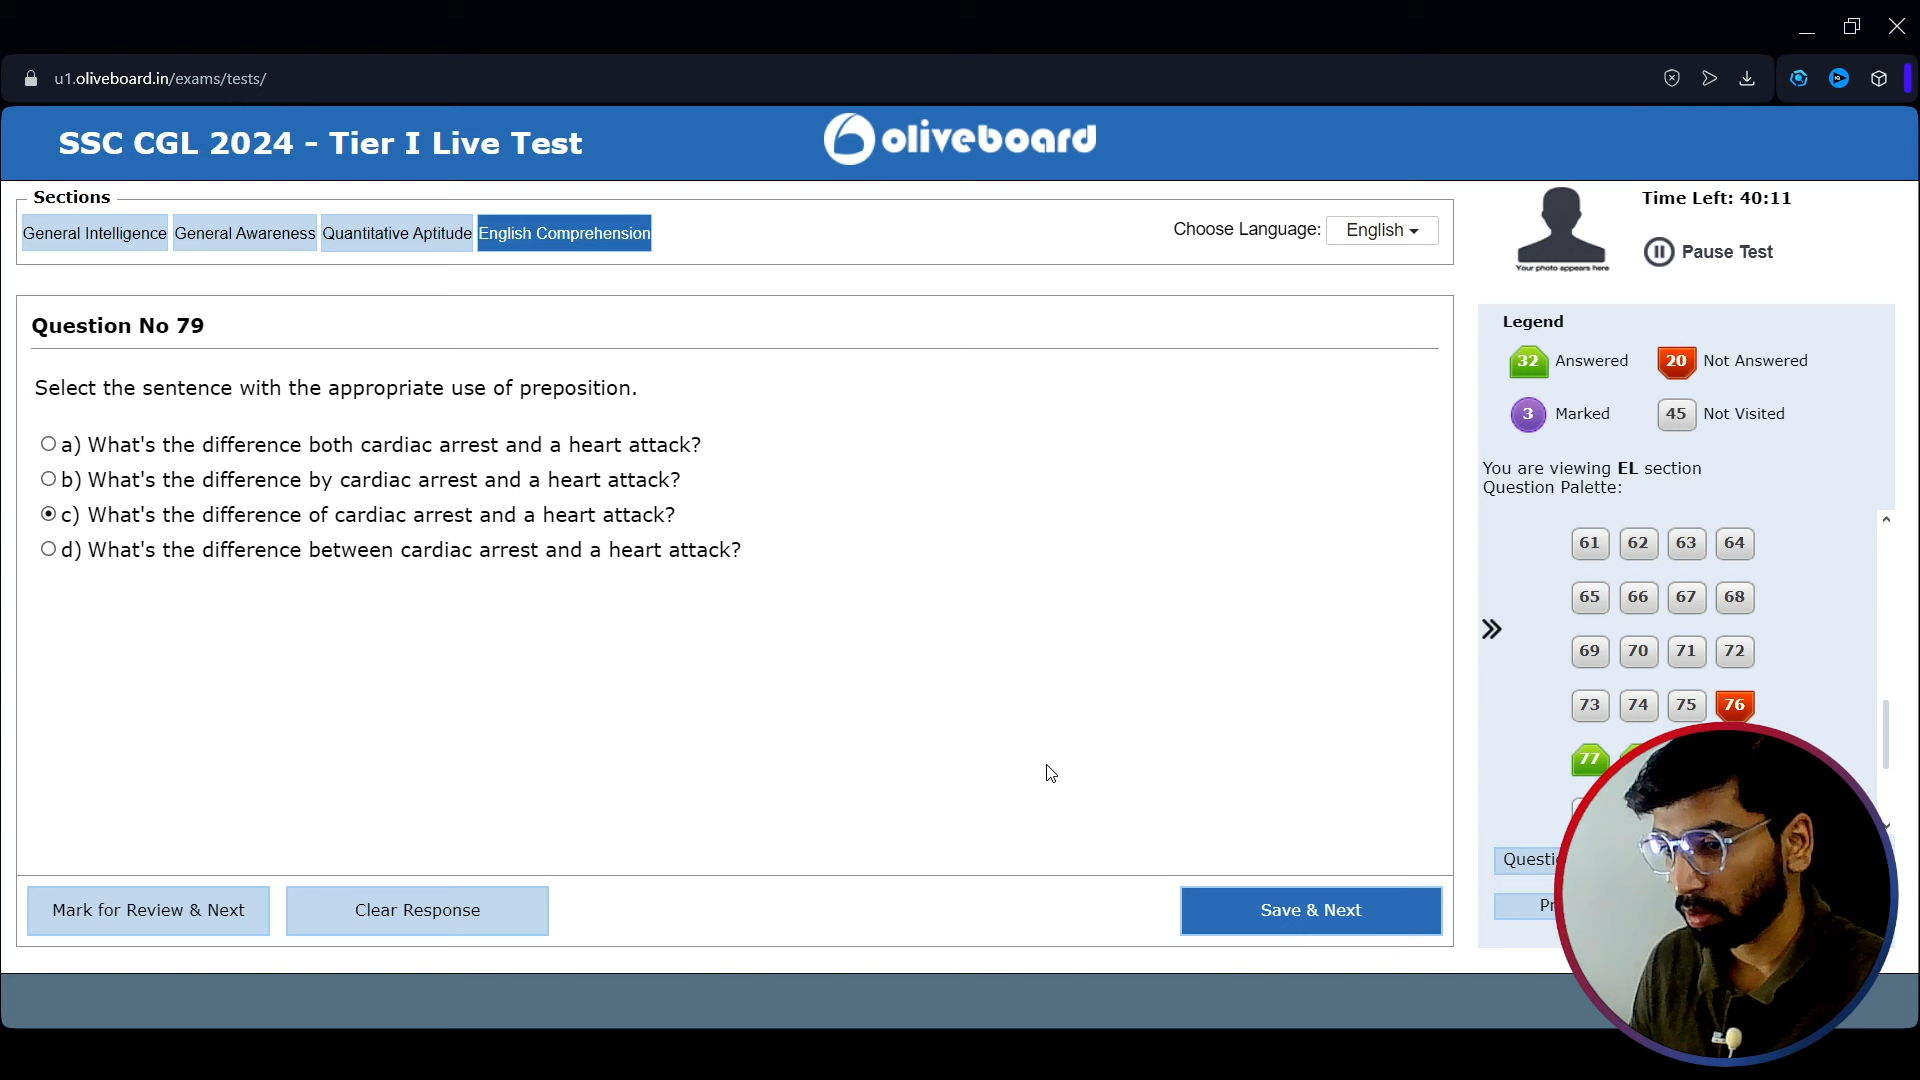 u1.oliveboard.in/exams/tests/
SSC CGL 2024 - Tier I Live Test
oliveboard
Sections
General Intelligence General Awareness Quantitative Aptitude English Comprehension
Choose Language: English
Your photo appears here
Time Left: 40:11
Pause Test
Question No 79
Select the sentence with the appropriate use of preposition.
a) What's the difference both cardiac arrest and a heart attack?
b) What's the difference by cardiac arrest and a heart attack?
c) What's the difference of cardiac arrest and a heart attack?
d) What's the difference between cardiac arrest and a heart attack?
Mark for Review & Next
Clear Response
Save & Next
Legend
32 Answered 20 Not Answered
3 Marked 45 Not Visited
You are viewing EL section
Question Palette:
61 62 63 64
65 66 67 68
69 70 71 72
73 74 75 76
77